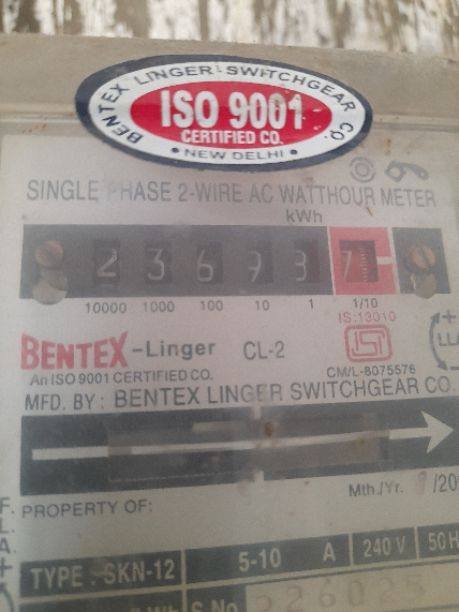 BENTEX LINGER SWITCHGEAR CO.
ISO 9001
CERTIFIED CO.
• NEW DELHI •
SINGLE PHASE 2-WIRE AC WATTHOUR METER
kWh
2 3 6 9 3 7
10000 1000 100 10 1 1/10
IS:13010
BENTEX-Linger CL-2
An ISO 9001 CERTIFIED CO.
CM/L-8075576
MFD. BY : BENTEX LINGER SWITCHGEAR CO.
Mth./Yr. /20
PROPERTY OF:
TYPE : SKN-12 5-10 A 240 V 50H
S.No.